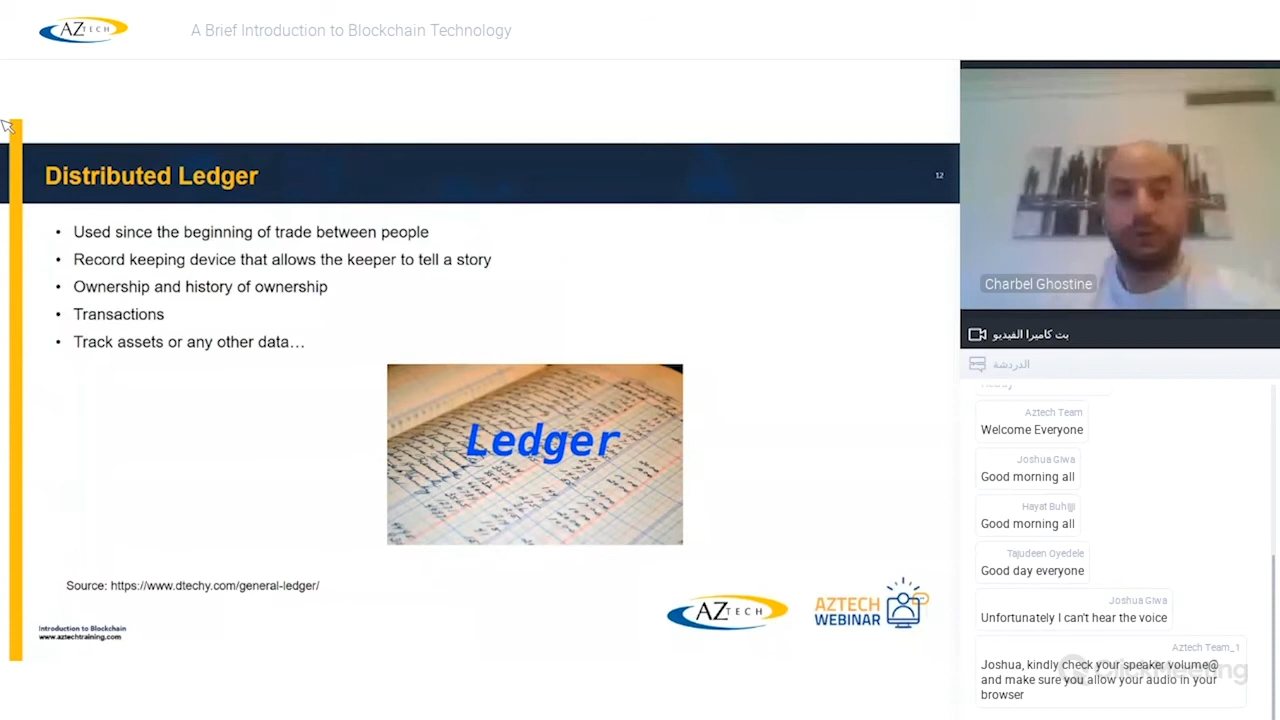 AZTECH
A Brief Introduction to Blockchain Technology
Distributed Ledger
12
• Used since the beginning of trade between people
• Record keeping device that allows the keeper to tell a story
• Ownership and history of ownership
• Transactions
• Track assets or any other data…
Ledger
Source: https://www.dtechy.com/general-ledger/
Introduction to Blockchain
www.aztechtraining.com
AZTECH
AZTECH
WEBINAR
Charbel Ghostine
بث كاميرا الفيديو
الدردشة
Ready
Aztech Team
Welcome Everyone
Joshua Giwa
Good morning all
Hayat Buhijji
Good morning all
Tajudeen Oyedele
Good day everyone
Joshua Giwa
Unfortunately I can't hear the voice
Aztech Team_1
Joshua, kindly check your speaker volume@
and make sure you allow your audio in your
browser
ClickMeeting